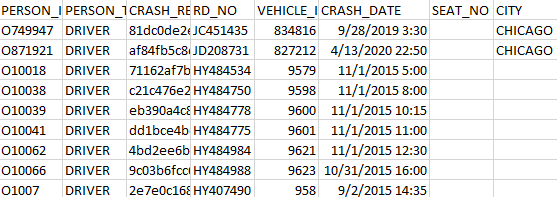 PERSON_I PERSON_T CRASH_RE RD_NO VEHICLE_I CRASH_DATE SEAT_NO CITY
O749947 DRIVER 81dc0de2e JC451435 834816 9/28/2019 3:30 CHICAGO
O871921 DRIVER af84fb5c8 JD208731 827212 4/13/2020 22:50 CHICAGO
O10018 DRIVER 71162af7b HY484534 9579 11/1/2015 5:00
O10038 DRIVER c21c476e2 HY484750 9598 11/1/2015 8:00
O10039 DRIVER eb390a4c8 HY484778 9600 11/1/2015 10:15
O10041 DRIVER dd1bce4b HY484775 9601 11/1/2015 11:00
O10062 DRIVER 4bd2ee6b HY484984 9621 11/1/2015 12:30
O10066 DRIVER 9c03b6fcc HY484988 9623 10/31/2015 16:00
O1007 DRIVER 2e7e0c168 HY407490 958 9/2/2015 14:35